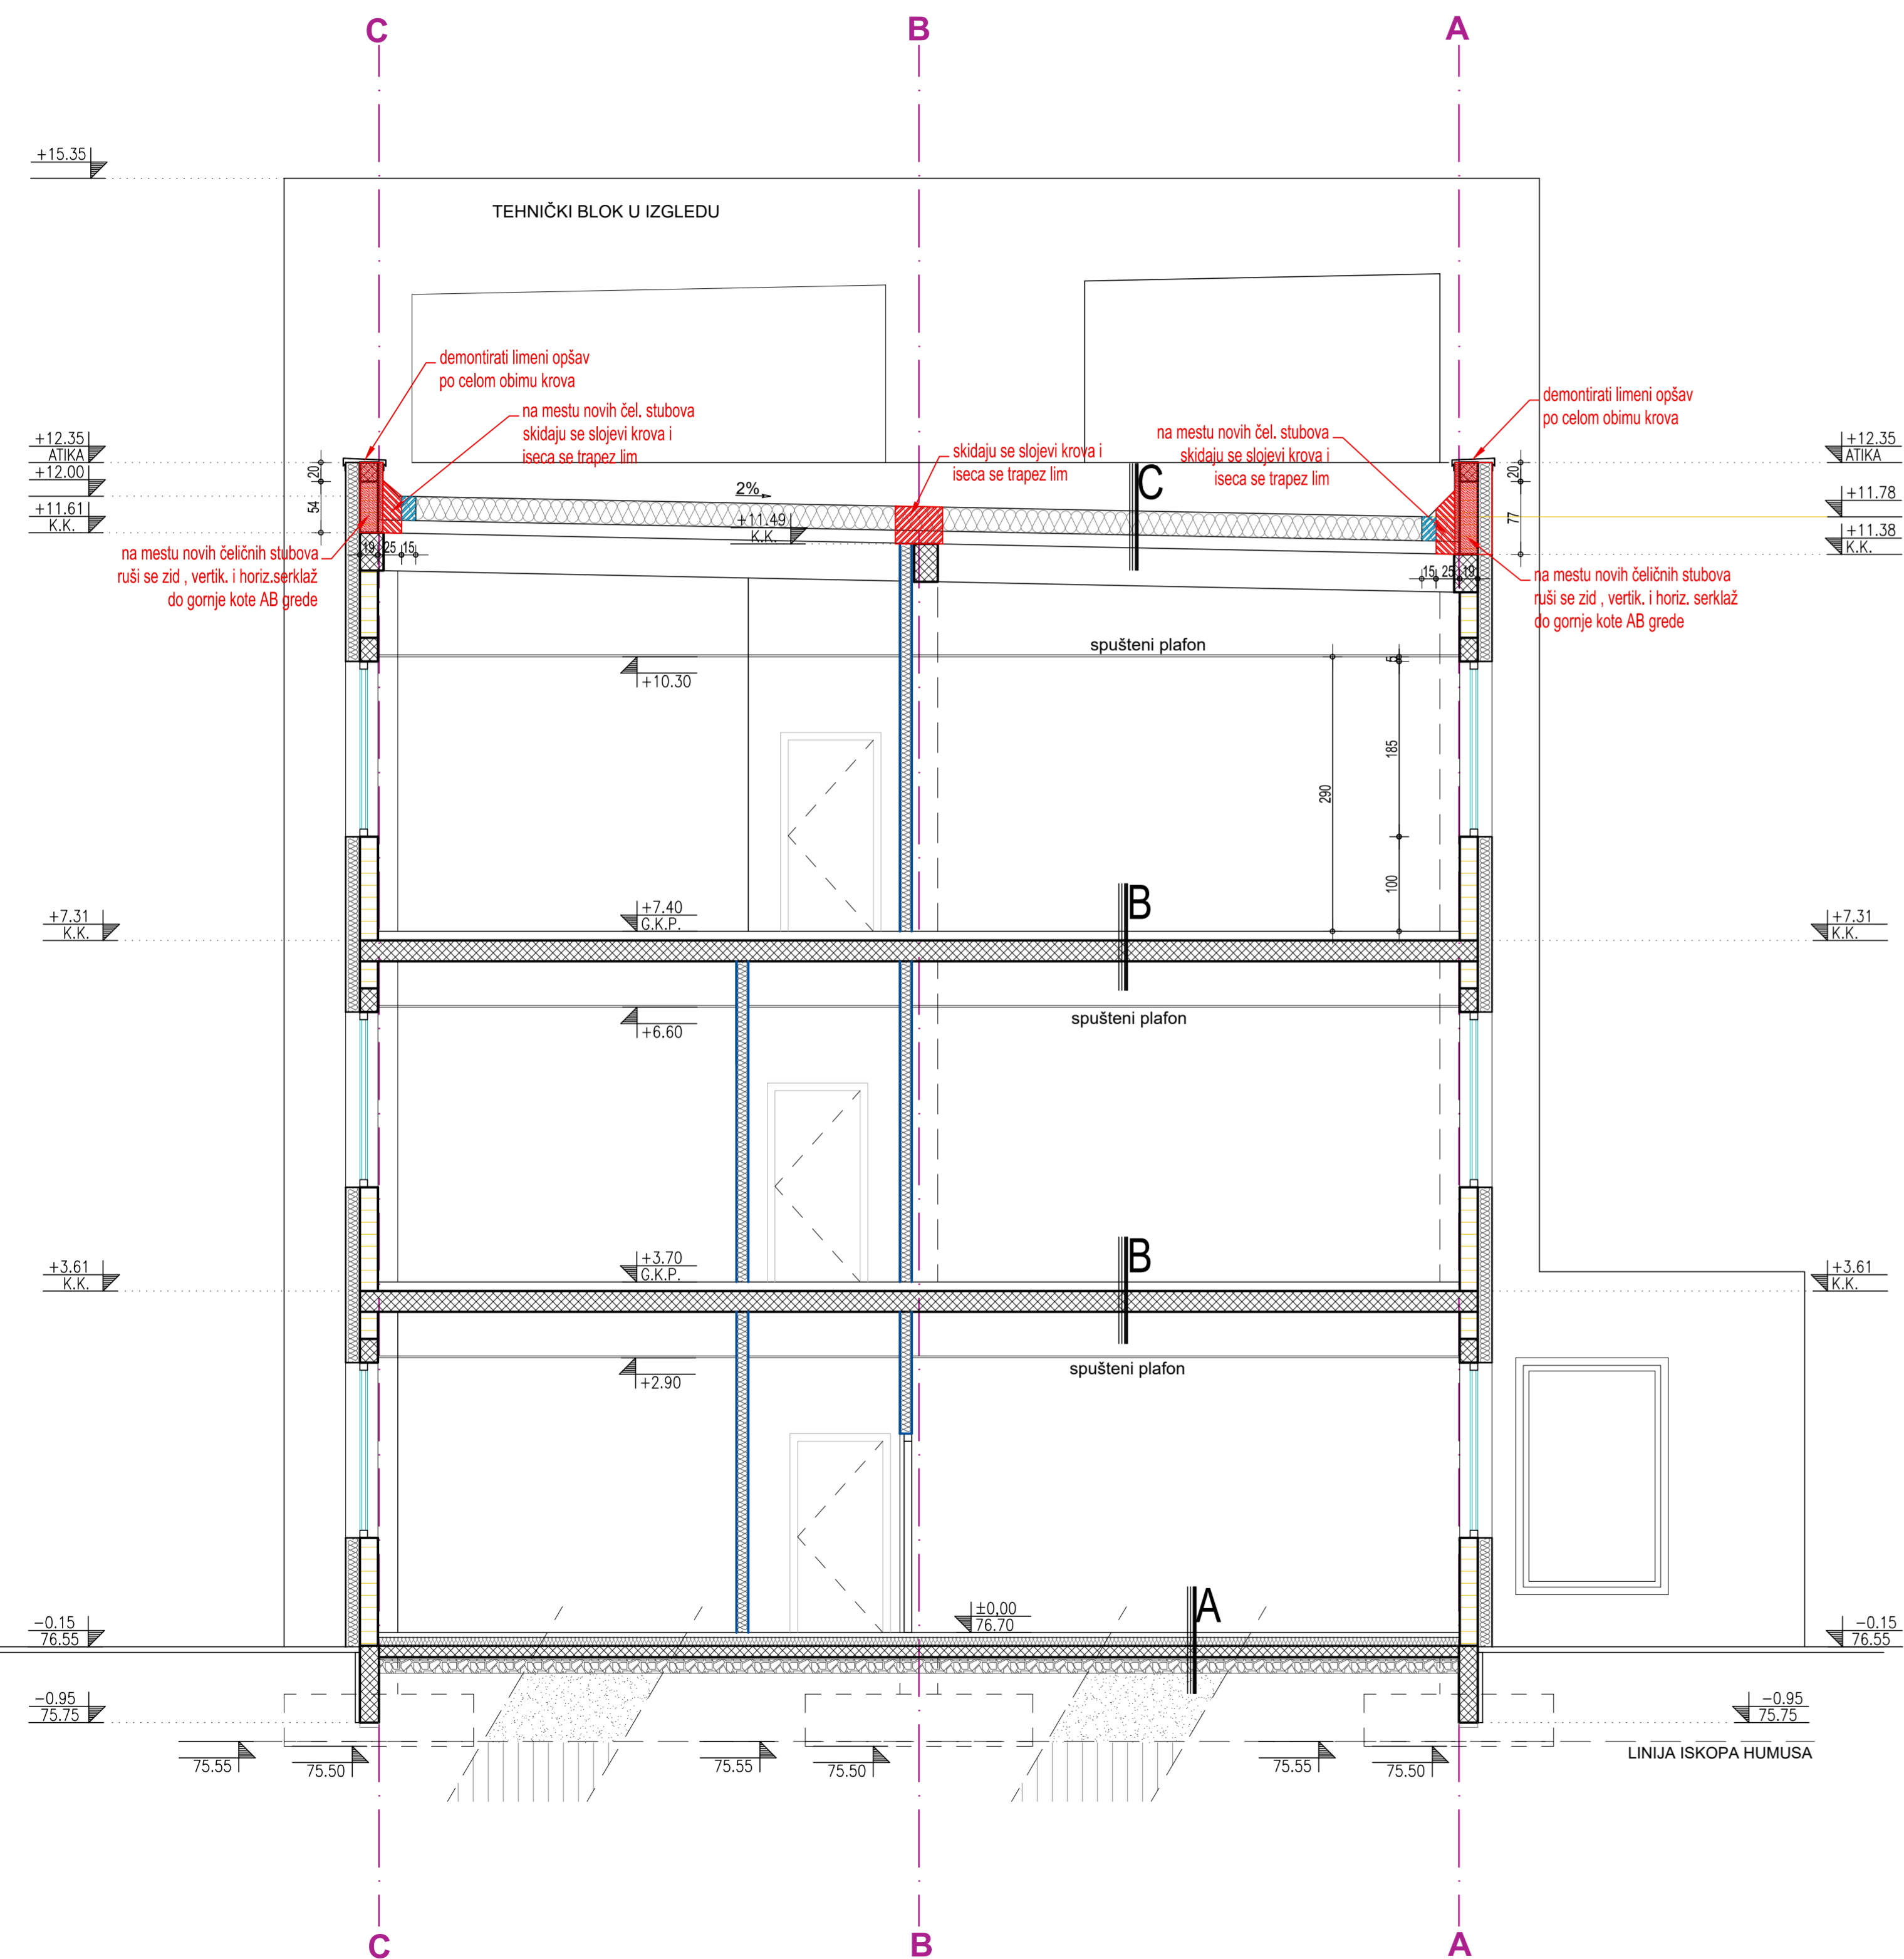 C
B
A
+15.35
TEHNIČKI BLOK U IZGLEDU
demontirati limeni opšav
po celom obimu krova
demontirati limeni opšav
po celom obimu krova
na mestu novih čel. stubova
skidaju se slojevi krova i
iseca se trapez lim
skidaju se slojevi krova i
iseca se trapez lim
na mestu novih čel. stubova
skidaju se slojevi krova i
iseca se trapez lim
+12.35
ATIKA
+12.00
+11.61
K.K.
20
54
2%
+11.49
K.K.
C
20
77
+12.35
ATIKA
+11.78
+11.38
K.K.
19
25
15
15
25
19
na mestu novih čeličnih stubova
ruši se zid , vertik. i horiz.serklaž
do gornje kote AB grede
na mestu novih čeličnih stubova
ruši se zid , vertik. i horiz. serklaž
do gornje kote AB grede
spušteni plafon
+10.30
5
185
290
100
B
+7.40
G.K.P.
+7.31
K.K.
+7.31
K.K.
spušteni plafon
+6.60
B
+3.70
G.K.P.
+3.61
K.K.
+3.61
K.K.
spušteni plafon
+2.90
A
±0,00
76.70
-0.15
76.55
-0.15
76.55
-0.95
75.75
-0.95
75.75
75.55
75.50
75.55
75.50
75.55
75.50
LINIJA ISKOPA HUMUSA
C
B
A